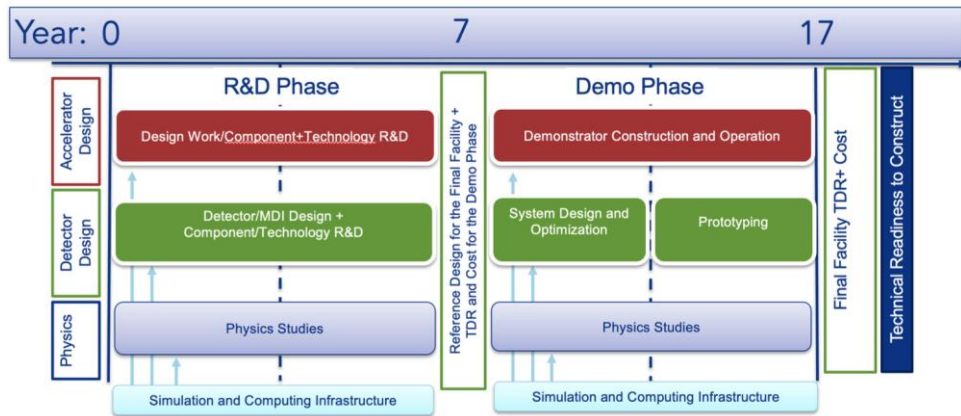 Year: 0 7 17
R&D Phase
Demo Phase
Accelerator
Design
Design Work/Component+Technology R&D
Demonstrator Construction and Operation
Detector
Design
Detector/MDI Design +
Component/Technology R&D
System Design and
Optimization
Prototyping
Physics
Physics Studies
Physics Studies
Simulation and Computing Infrastructure
Simulation and Computing Infrastructure
Reference Design for the Final Facility +
TDR and Cost for the Demo Phase
Final Facility TDR+ Cost
Technical Readiness to Construct